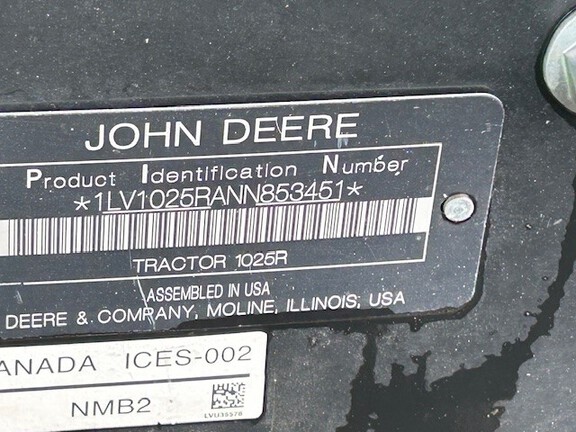 JOHN DEERE
Product Identification Number
*1LV1025RANN853451*
TRACTOR 1025R
ASSEMBLED IN USA
DEERE & COMPANY, MOLINE, ILLINOIS, USA
ANADA ICES-002
NMB2